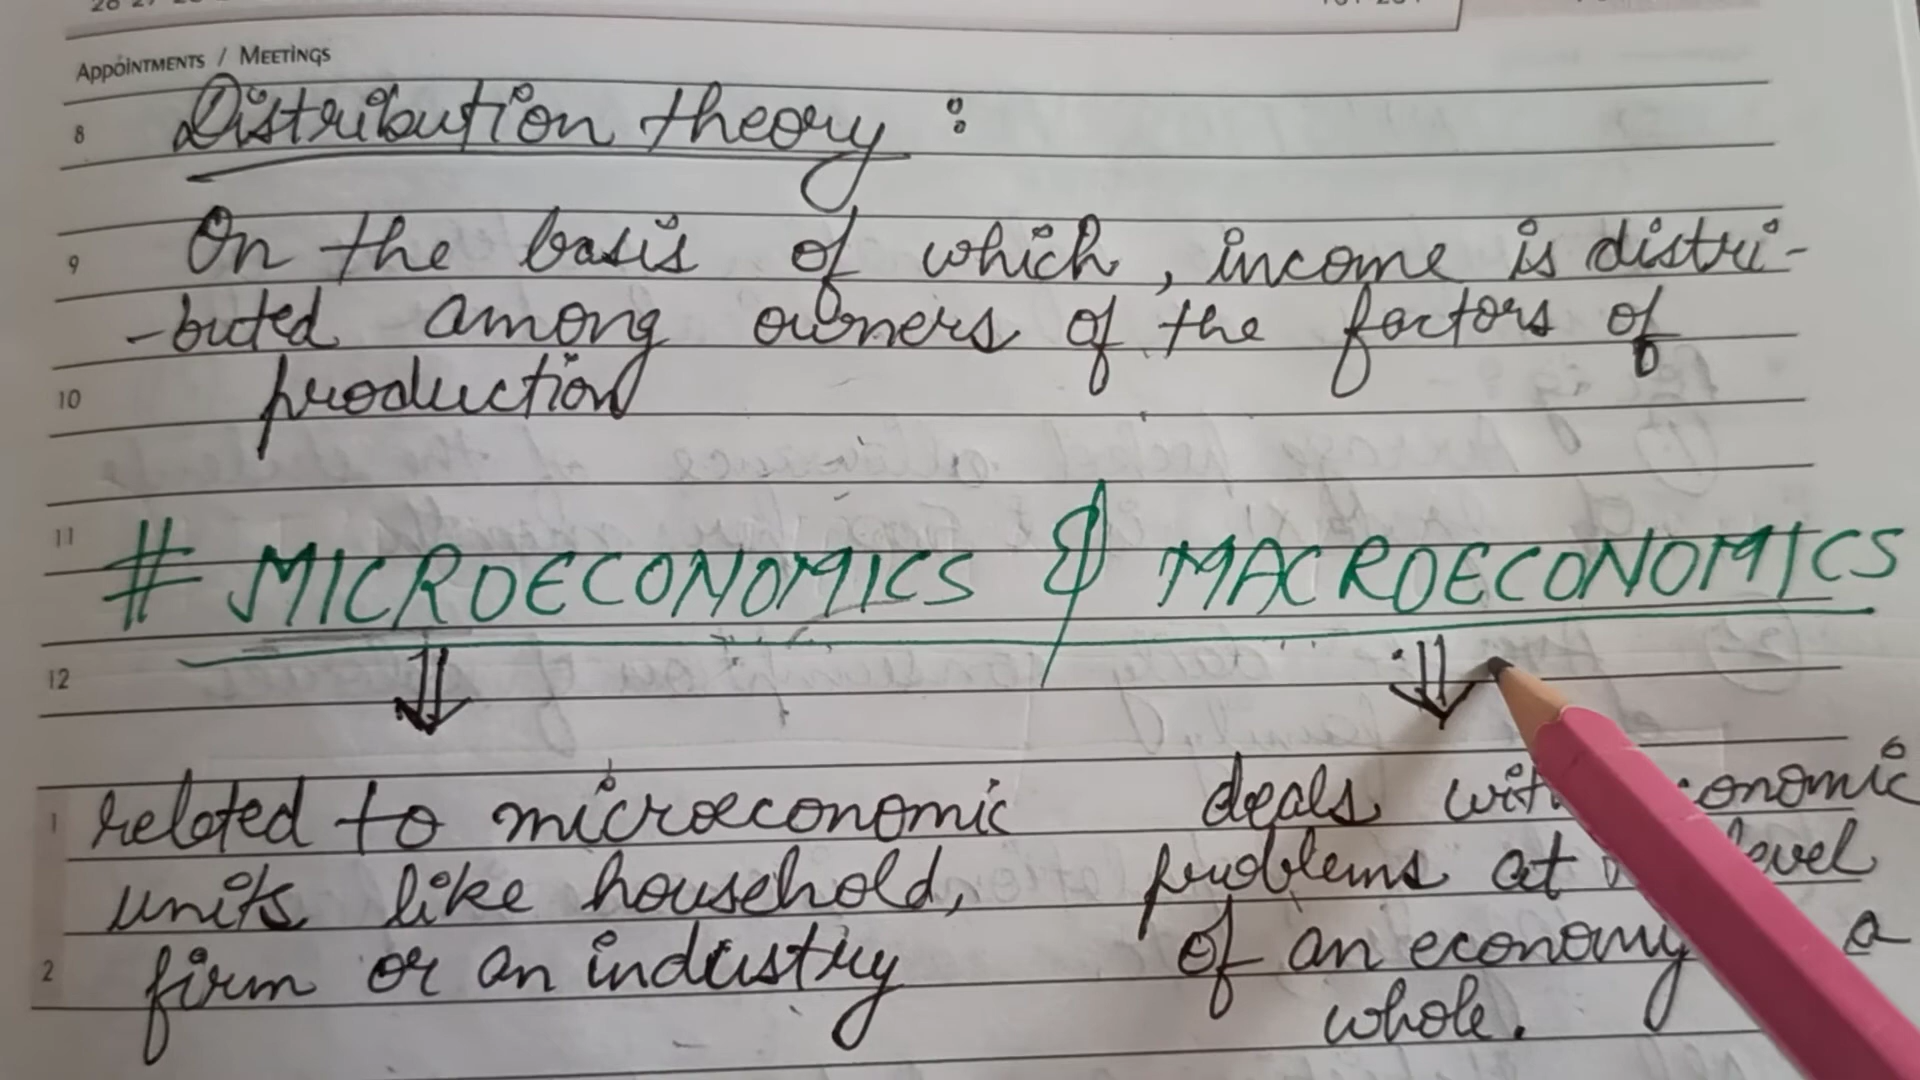 Appointments / Meetings
8 Distribution theory :
9 On the basis of which, income is distri-
-buted among owners of the factors of
10 production
11 # MICROECONOMICS & MACROECONOMICS
12
1 related to microeconomic
units like household,
2 firm or an industry
deals onomic
problems at level
of an economy a
whole.